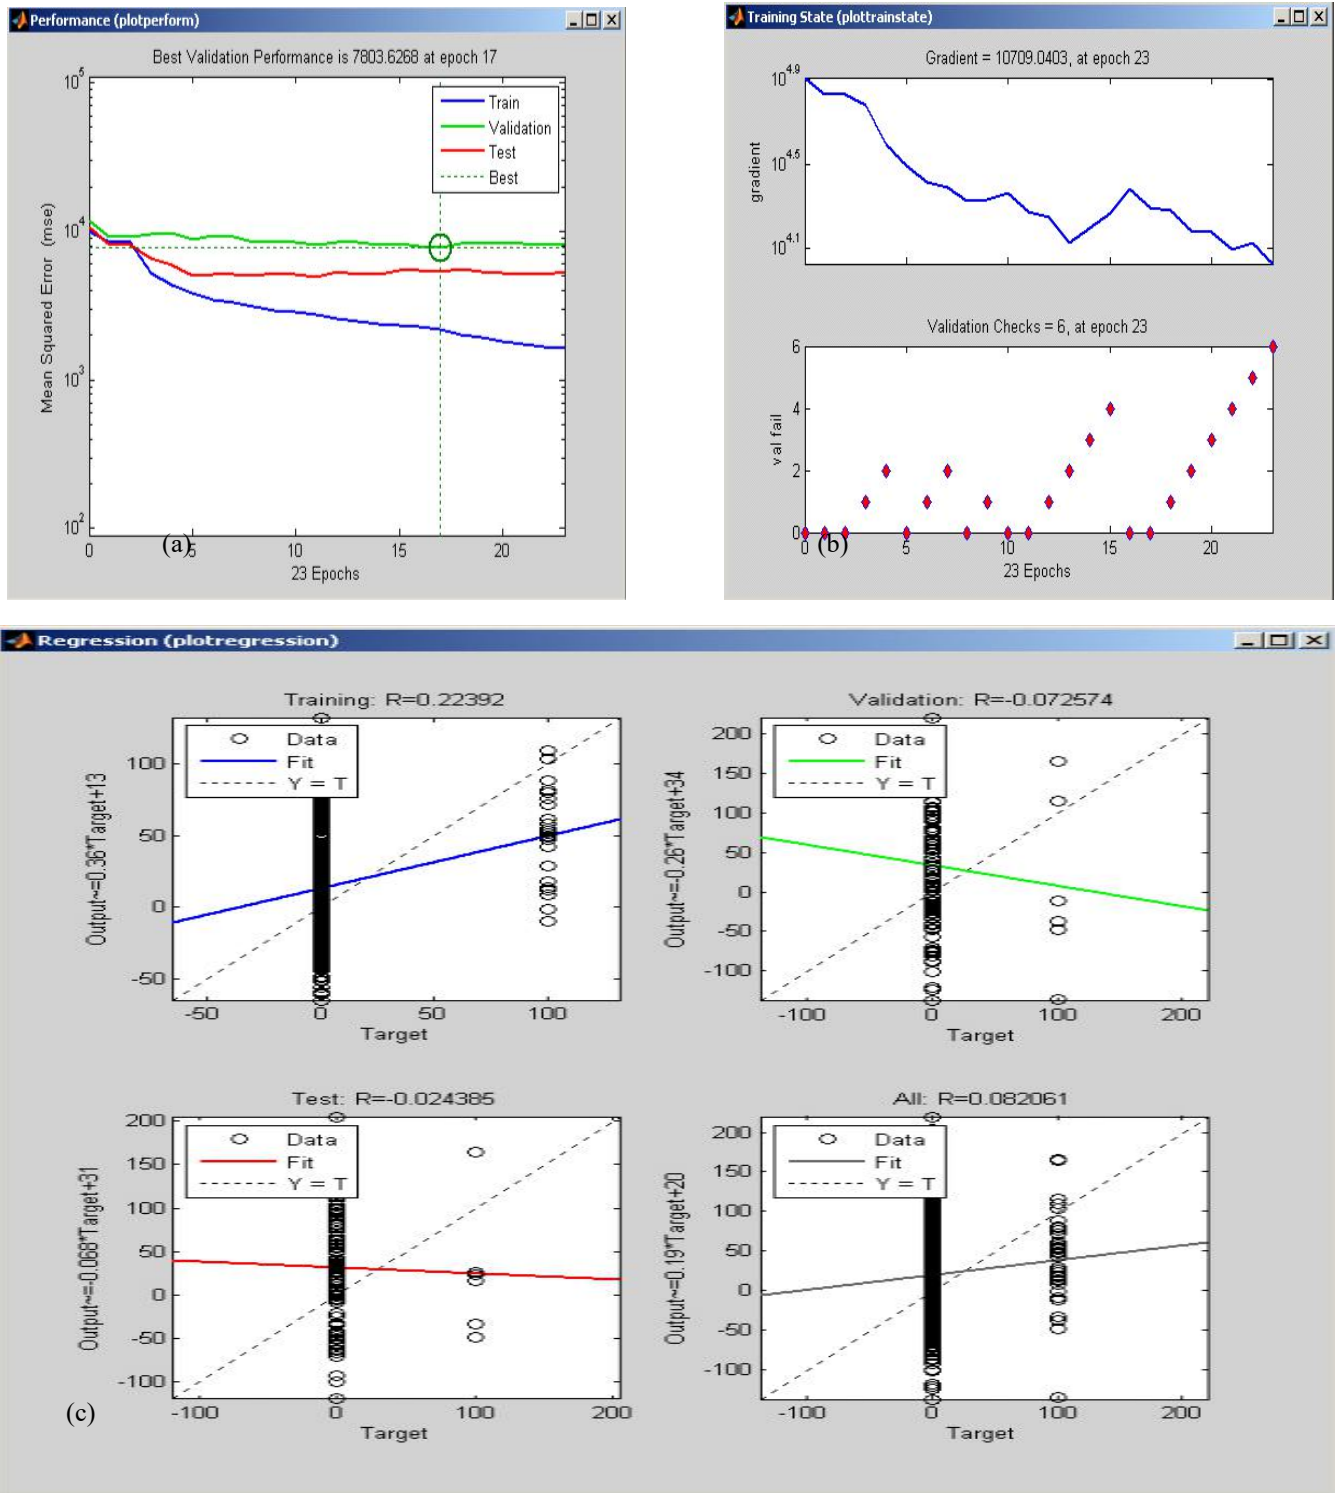 Performance (plotperform)
Best Validation Performance is 7803.6268 at epoch 17
10^5
10^4
10^3
10^2
Mean Squared Error (mse)
Train
Validation
Test
Best
0 5 10 15 20
(a)
23 Epochs
Training State (plottrainstate)
Gradient = 10709.0403, at epoch 23
10^4.9
10^4.5
10^4.1
gradient
Validation Checks = 6, at epoch 23
6
4
2
0
val fail
0 5 10 15 20
(b)
23 Epochs
Regression (plotregression)
Training: R=0.22392
Data
Fit
Y = T
100
50
0
-50
Output~=0.36*Target+13
-50 0 50 100
Target
Validation: R=-0.072574
Data
Fit
Y = T
200
150
100
50
0
-50
-100
Output~=-0.26*Target+34
-100 0 100 200
Target
Test: R=-0.024385
Data
Fit
Y = T
200
150
100
50
0
-50
-100
Output~=-0.068*Target+31
-100 0 100 200
Target
(c)
All: R=0.082061
Data
Fit
Y = T
200
150
100
50
0
-50
-100
Output~=0.19*Target+20
-100 0 100 200
Target